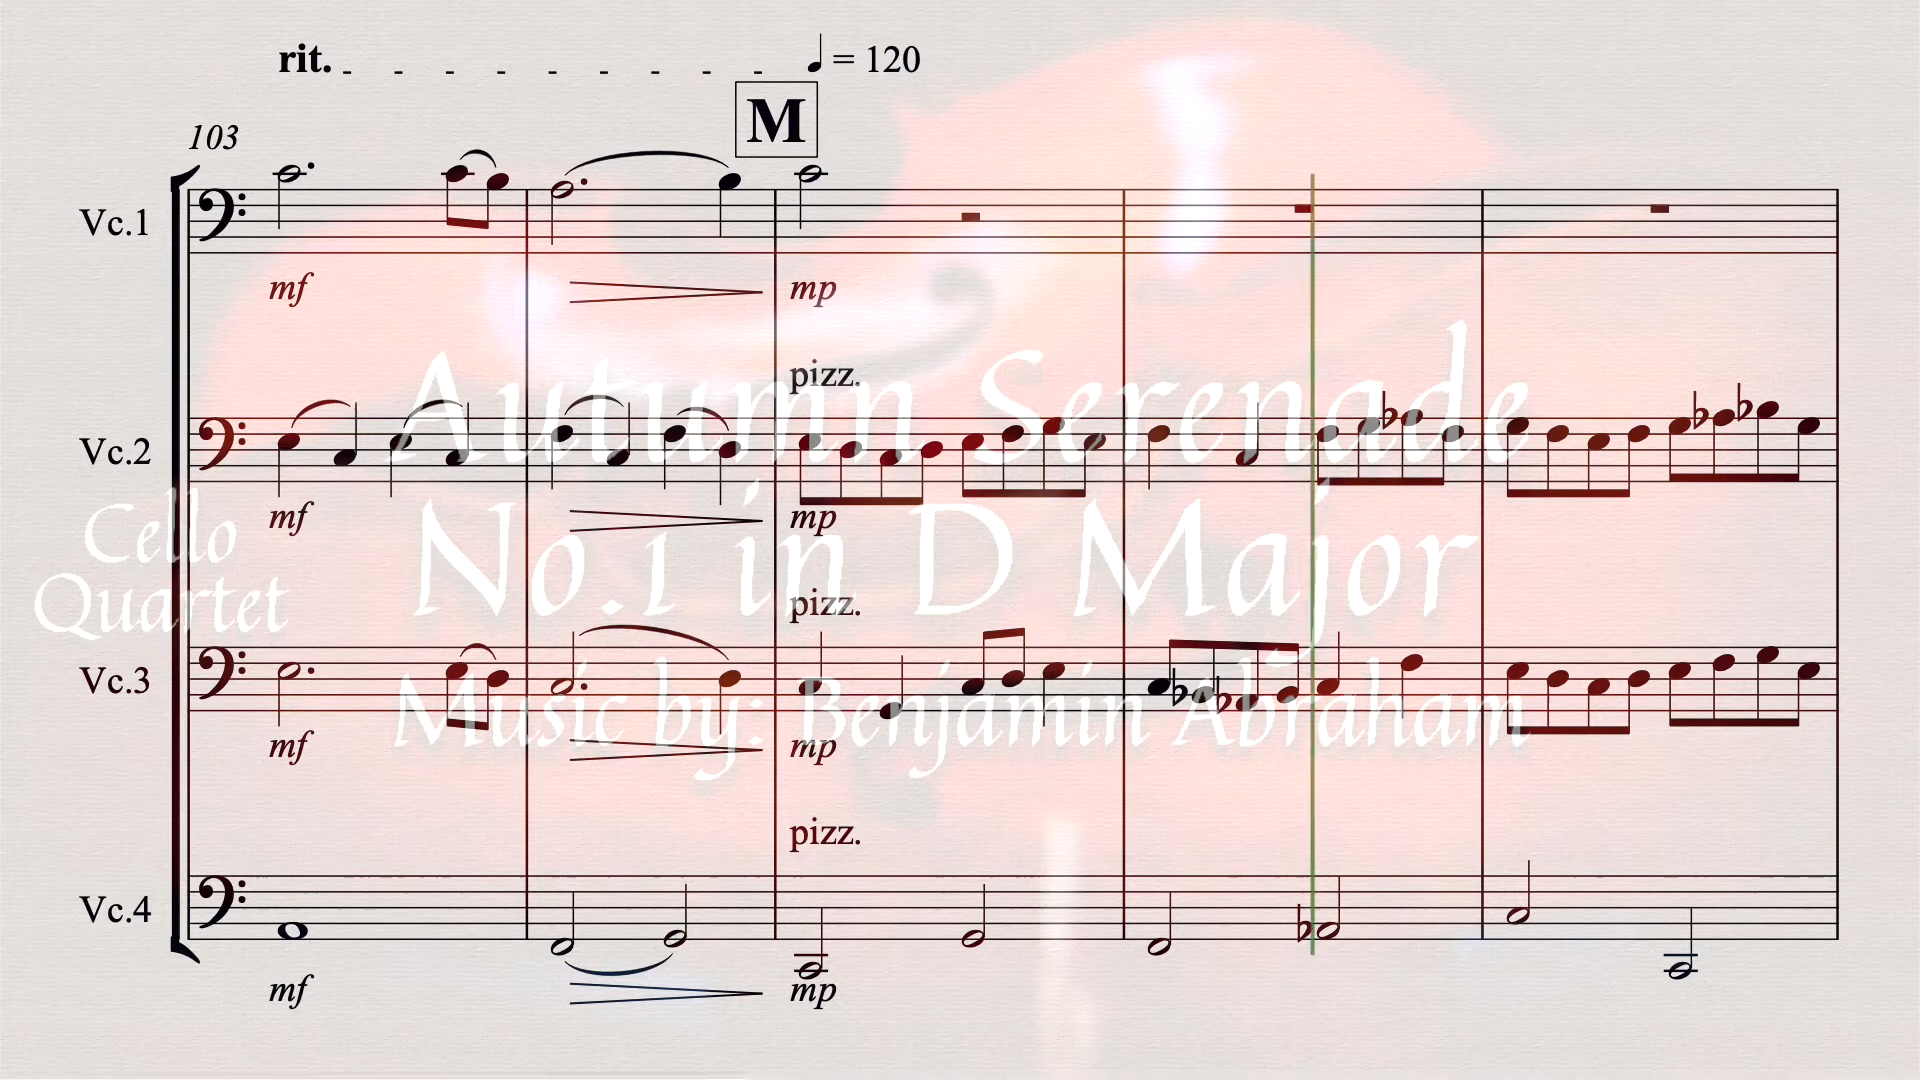 rit. = 120
M
103
Vc.1
mf mp
pizz.
Autumn Serenade
Vc.2
mf mp
Cello
Quartet
No.1 in D Major
pizz.
Vc.3
Music by: Benjamin Abraham
mf mp
pizz.
Vc.4
mf mp